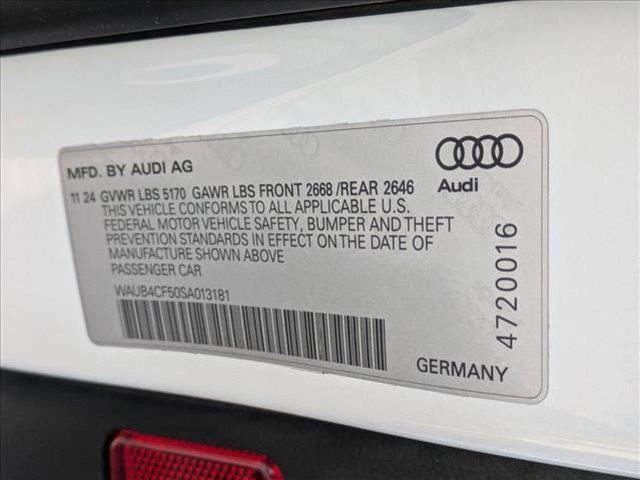 MFD. BY AUDI AG
11 24 GVWR LBS 5170 GAWR LBS FRONT 2668 /REAR 2646
THIS VEHICLE CONFORMS TO ALL APPLICABLE U.S.
FEDERAL MOTOR VEHICLE SAFETY, BUMPER AND THEFT
PREVENTION STANDARDS IN EFFECT ON THE DATE OF
MANUFACTURE SHOWN ABOVE
PASSENGER CAR
WAUB4CF50SA013181
Audi
4720016
GERMANY